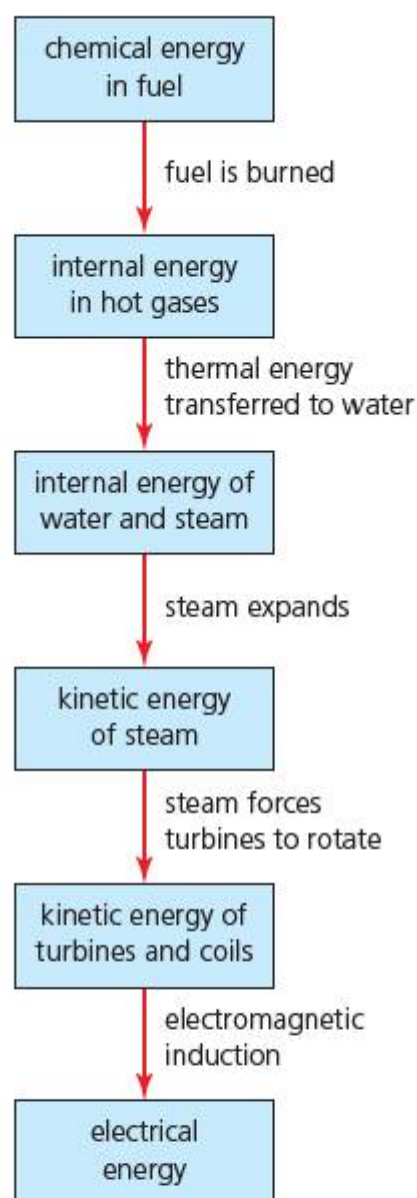 chemical energy
in fuel
fuel is burned
internal energy
in hot gases
thermal energy
transferred to water
internal energy of
water and steam
steam expands
kinetic energy
of steam
steam forces
turbines to rotate
kinetic energy of
turbines and coils
electromagnetic
induction
electrical
energy